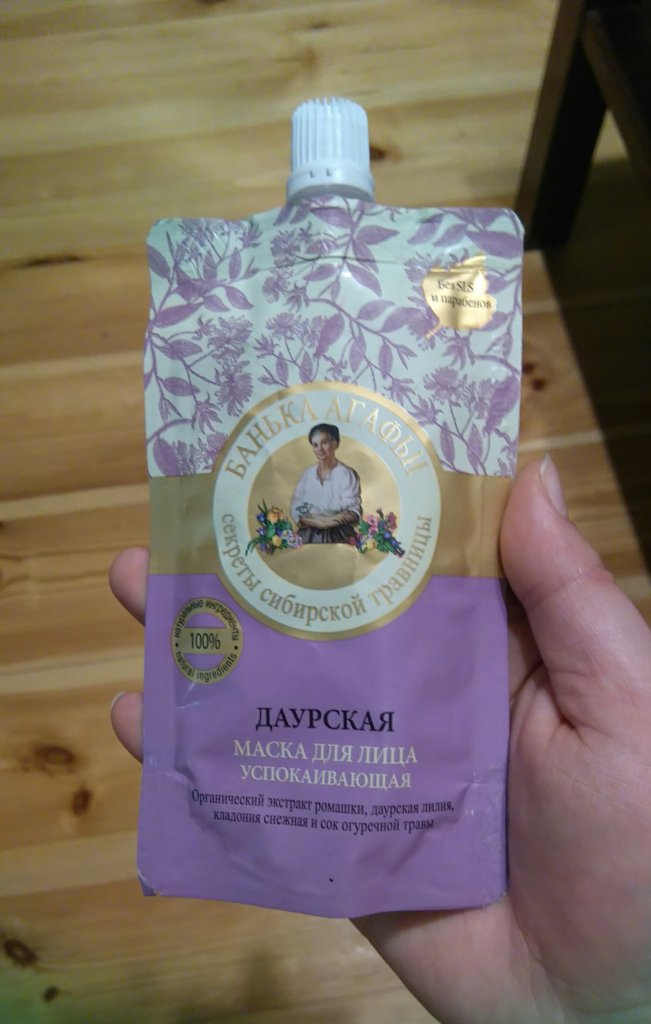 Без SLS
и парабенов
БАНЬКА АГАФЬИ
секреты сибирской травницы
натуральные ингредиенты
100%
natural ingredients
ДАУРСКАЯ
МАСКА ДЛЯ ЛИЦА
УСПОКАИВАЮЩАЯ
Органический экстракт ромашки, даурская лилия,
кладония снежная и сок огуречной травы